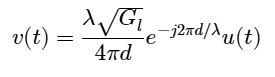 v(t) = \frac{\lambda\sqrt{G_l}}{4\pi d} e^{-j2\pi d/\lambda} u(t)